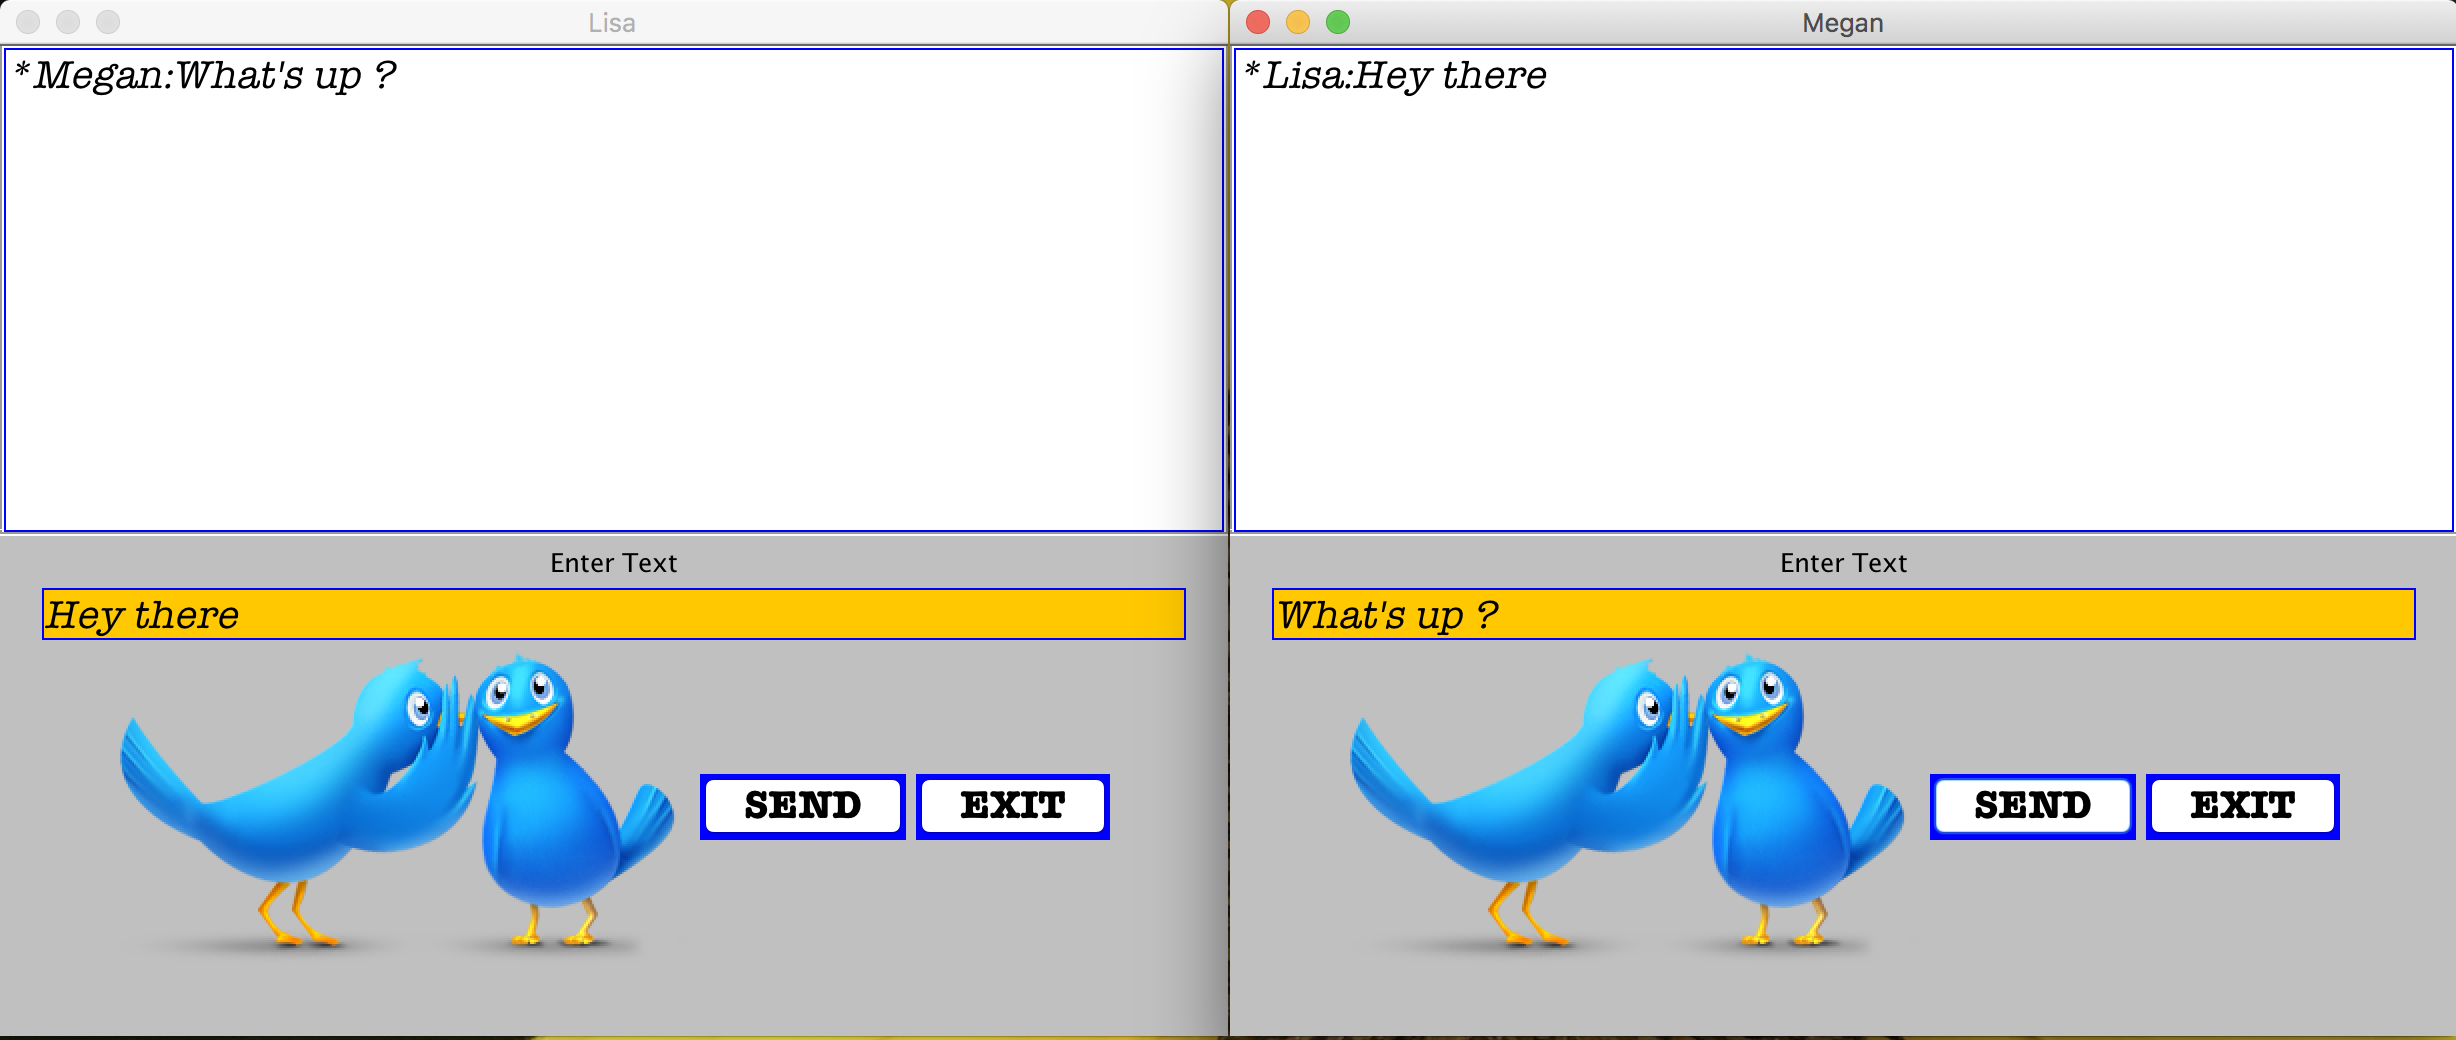 Lisa
*Megan:What's up ?
Enter Text
Hey there
SEND
EXIT
Megan
*Lisa:Hey there
Enter Text
What's up ?
SEND
EXIT